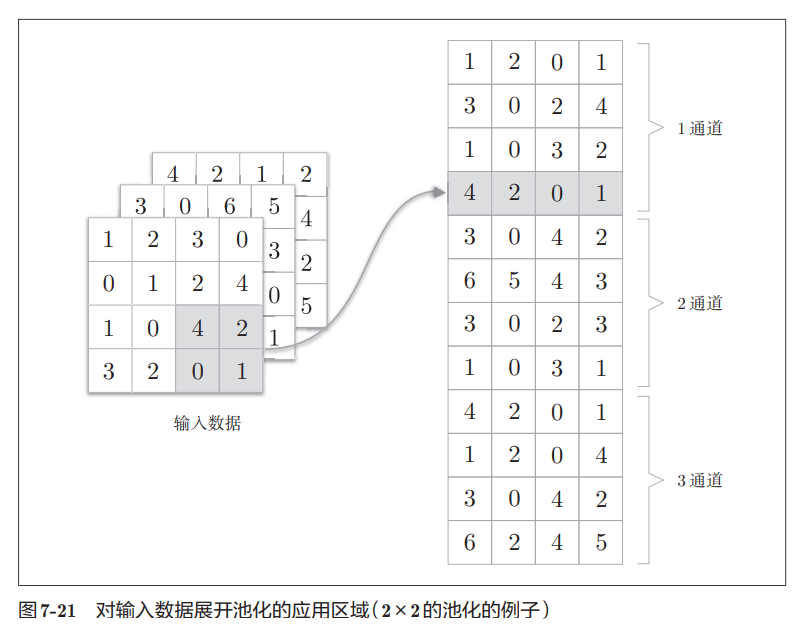 4 2 1 2
3 0 6 5
4
1 2 3 0
3
2
0 1 2 4
0
5
1 0 4 2
1
3 2 0 1
输入数据
1 2 0 1
3 0 2 4
1 0 3 2
4 2 0 1
1 通道
3 0 4 2
6 5 4 3
3 0 2 3
1 0 3 1
2 通道
4 2 0 1
1 2 0 4
3 0 4 2
6 2 4 5
3 通道
图7-21 对输入数据展开池化的应用区域(2×2的池化的例子)